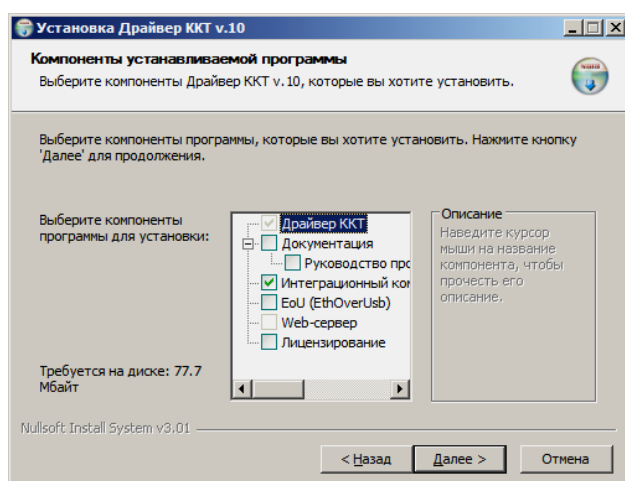 Установка Драйвер ККТ v.10
Компоненты устанавливаемой программы
Выберите компоненты Драйвер ККТ v.10, которые вы хотите установить.
Выберите компоненты программы, которые вы хотите установить. Нажмите кнопку
'Далее' для продолжения.
Выберите компоненты
программы для установки:
Драйвер ККТ
Документация
Руководство прс
Интеграционный ког
EoU (EthOverUsb)
Web-сервер
Лицензирование
Описание
Наведите курсор
мыши на название
компонента, чтобы
прочесть его
описание.
Требуется на диске: 77.7
Мбайт
Nullsoft Install System v3.01
< Назад
Далее >
Отмена